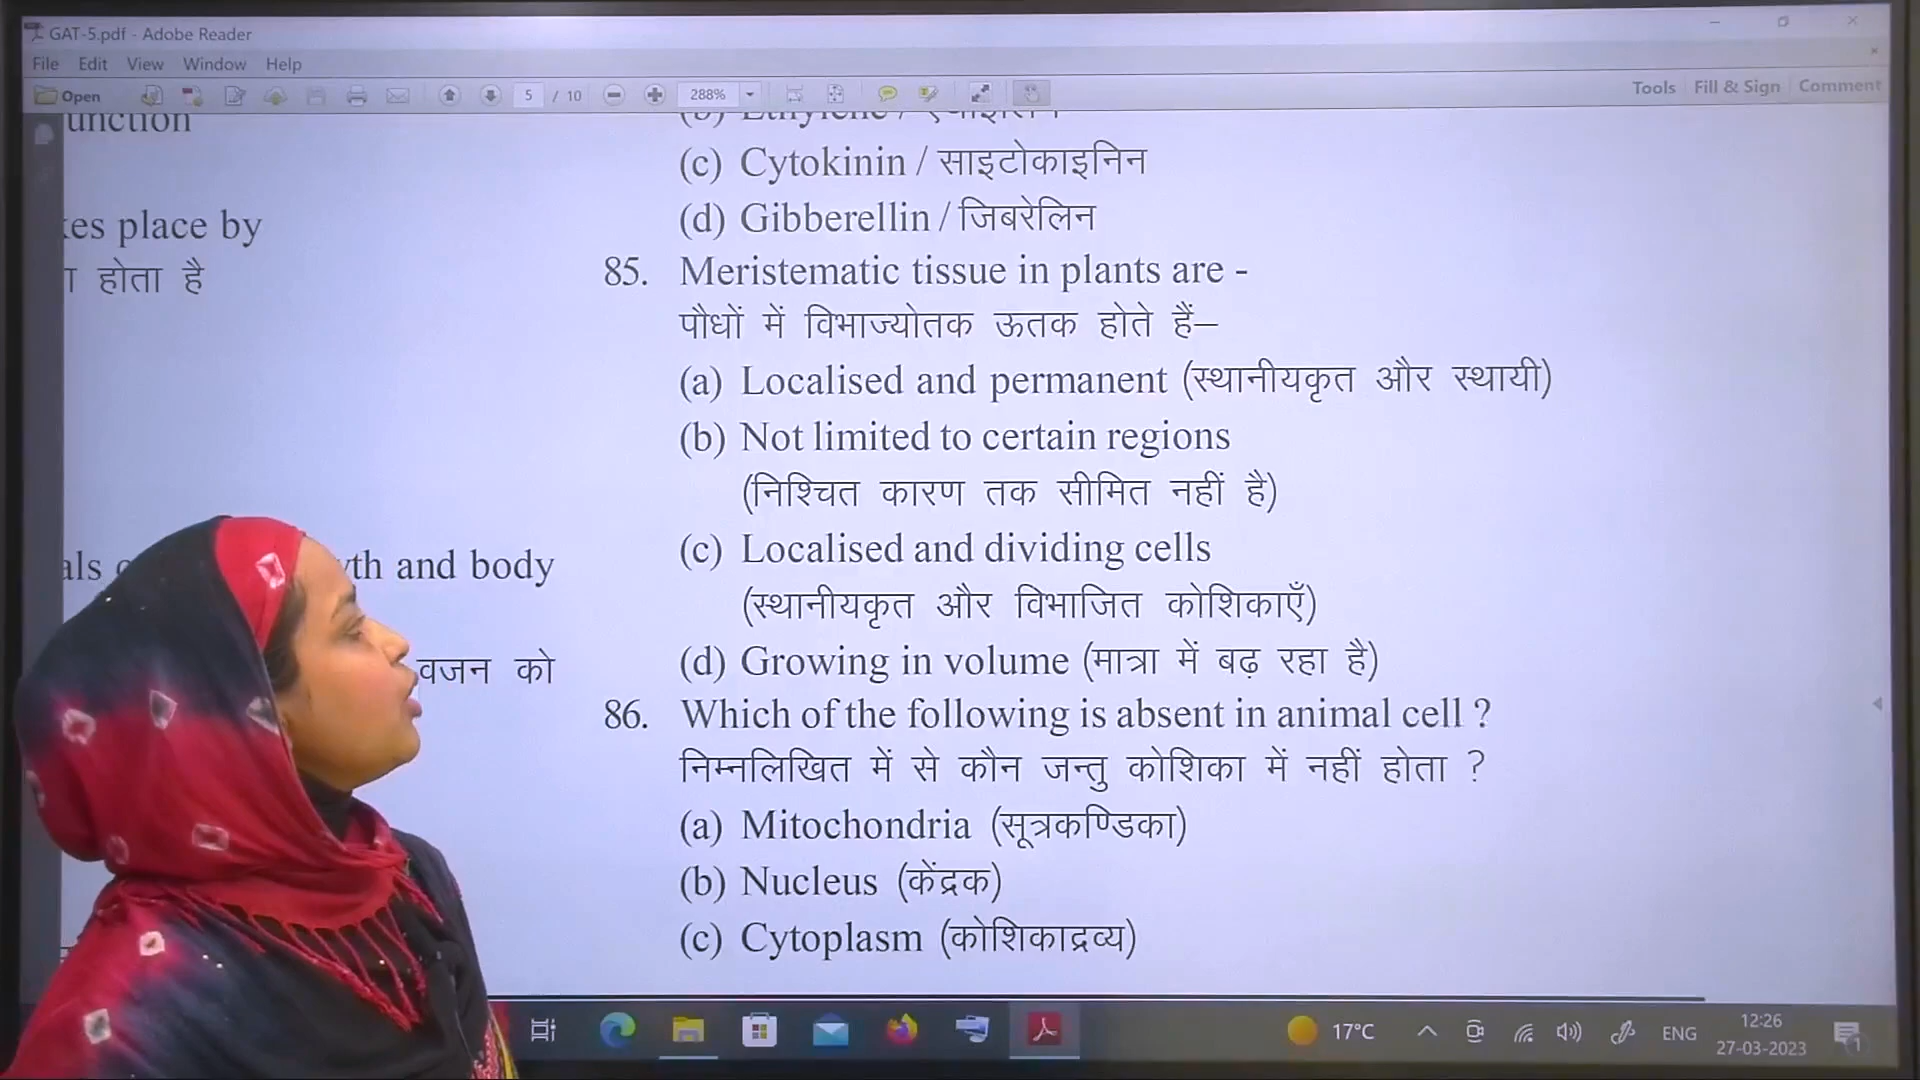 GAT-5.pdf - Adobe Reader
File Edit View Window Help
Open 5 / 10 288% Tools Fill & Sign Comment
unction
kes place by
ा होता है
als
th and body
वजन को
(c) Cytokinin / साइटोकाइनिन
(d) Gibberellin / जिबरेलिन
85. Meristematic tissue in plants are -
पौधों में विभाज्योतक ऊतक होते हैं–
(a) Localised and permanent (स्थानीयकृत और स्थायी)
(b) Not limited to certain regions
(निश्चित कारण तक सीमित नहीं है)
(c) Localised and dividing cells
(स्थानीयकृत और विभाजित कोशिकाएँ)
(d) Growing in volume (मात्रा में बढ़ रहा है)
86. Which of the following is absent in animal cell ?
निम्नलिखित में से कौन जन्तु कोशिका में नहीं होता ?
(a) Mitochondria (सूत्रकण्डिका)
(b) Nucleus (केंद्रक)
(c) Cytoplasm (कोशिकाद्रव्य)
17°C ENG 12:26
27-03-2023 1